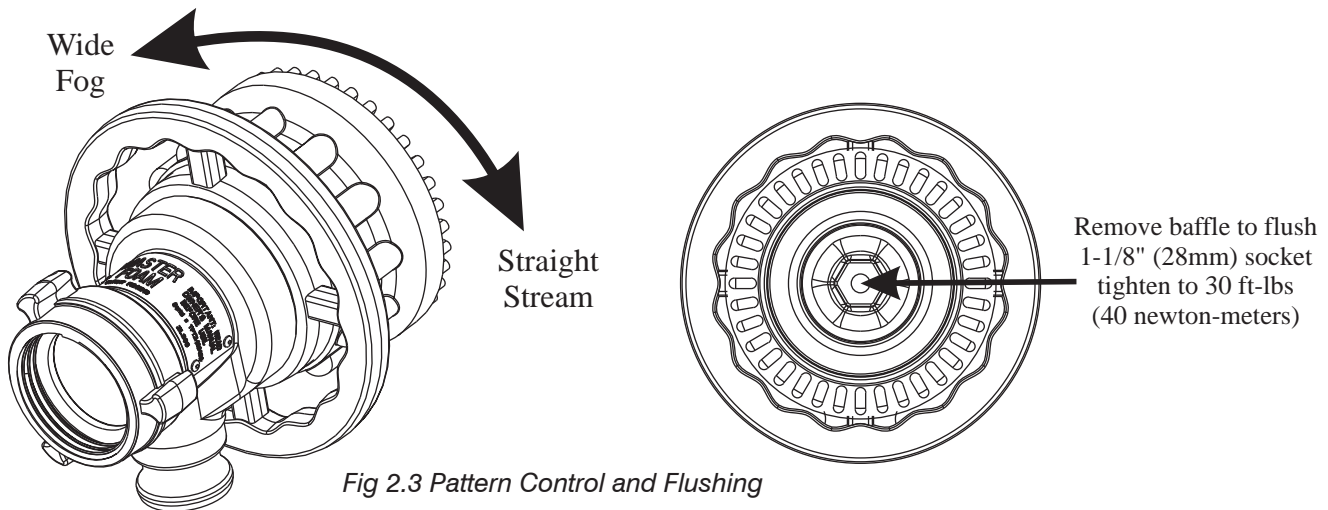 Wide
Fog
Straight
Stream
FOAM
Remove baffle to flush
1-1/8" (28mm) socket
tighten to 30 ft-lbs
(40 newton-meters)
Fig 2.3 Pattern Control and Flushing